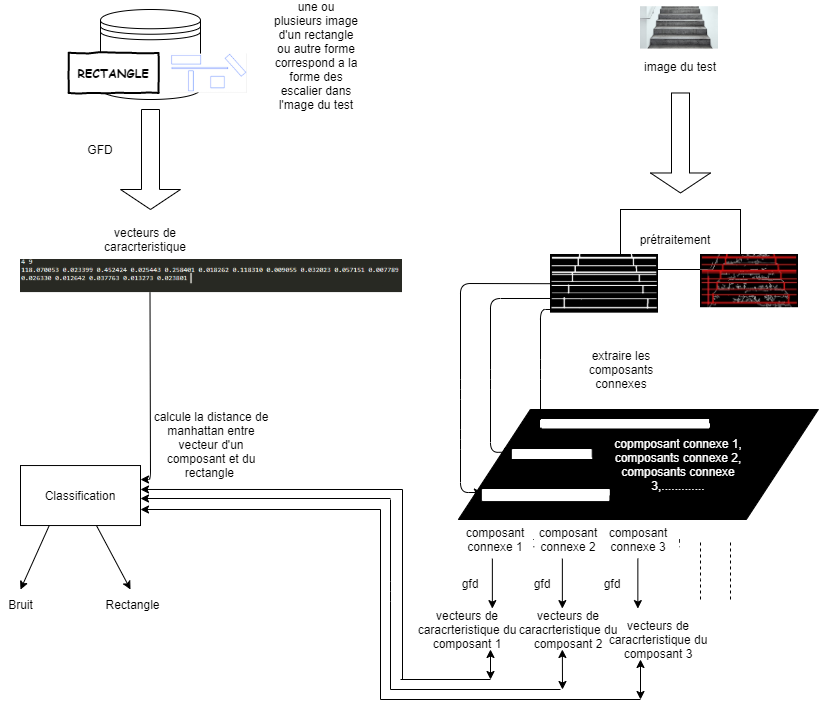 une ou
plusieurs image
d'un rectangle
ou autre forme
correspond a la
forme des
escalier dans
l'mage du test
RECTANGLE
image du test
GFD
vecteurs de
caracrteristique
prétraitement
4 9
118.070053 0.023399 0.452424 0.025443 0.258401 0.018262 0.118310 0.009055 0.032023 0.057151 0.007789
0.026330 0.012642 0.037763 0.013273 0.023801
extraire les
composants
connexes
calcule la distance de
manhattan entre
vecteur d'un
composant et du
rectangle
copmposant connexe 1,
composants connexe 2,
composants connexe
3,.............
Classification
composant
connexe 1
composant
connexe 2
composant
connexe 3
gfd
gfd
gfd
Bruit
Rectangle
vecteurs de
caracrteristique du
composant 1
vecteurs de
caracrteristique du
composant 2
vecteurs de
caracrteristique du
composant 3